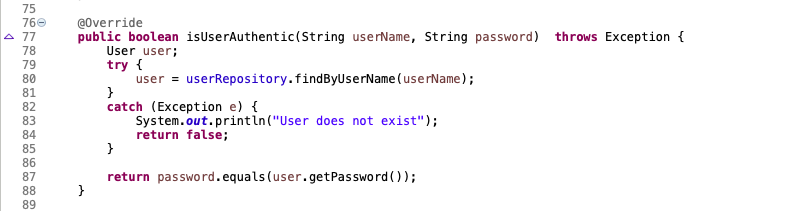 75
76 @Override
77 public boolean isUserAuthentic(String userName, String password)  throws Exception {
78 User user;
79 try {
80 user = userRepository.findByUserName(userName);
81 }
82 catch (Exception e) {
83 System.out.println("User does not exist");
84 return false;
85 }
86
87 return password.equals(user.getPassword());
88 }
89